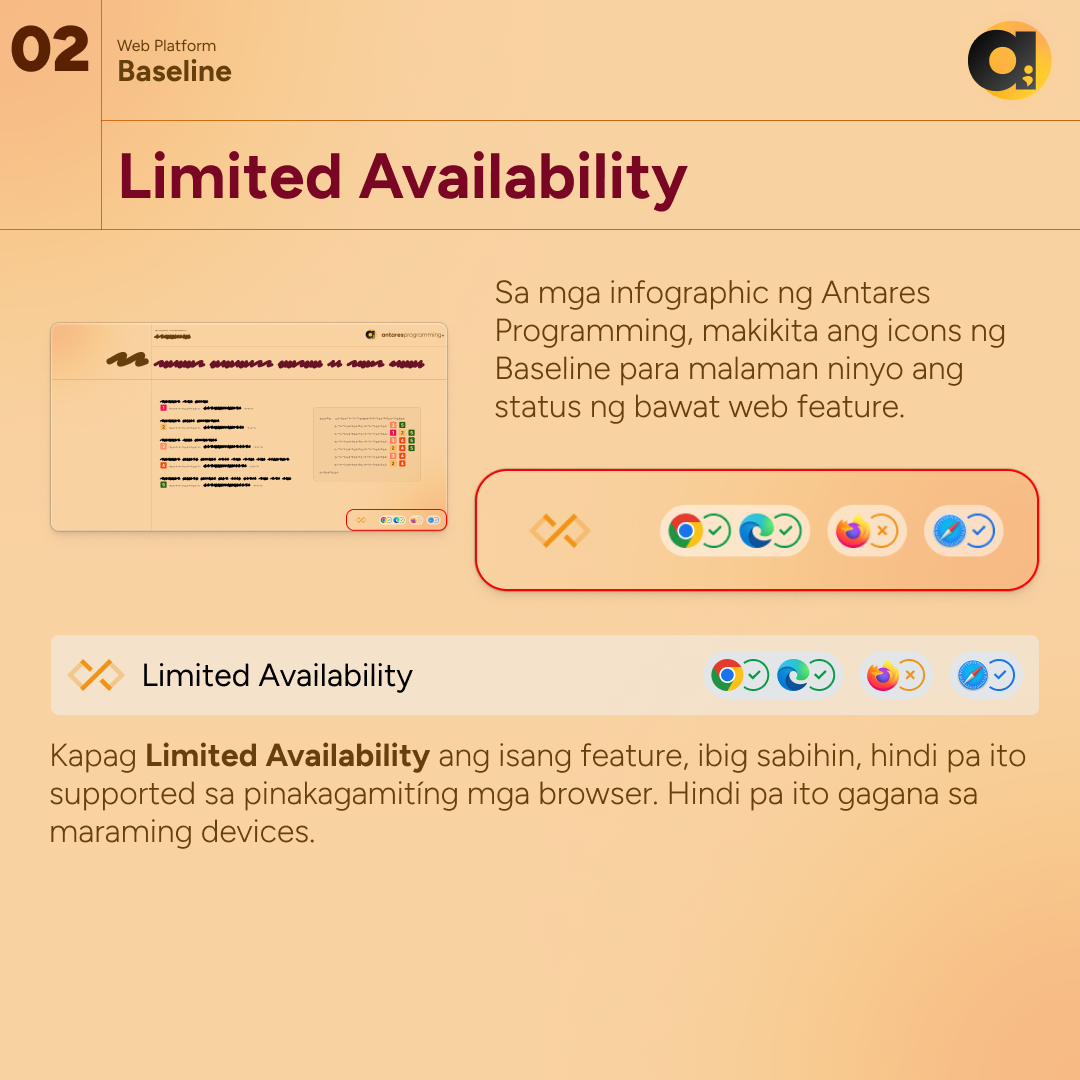 02
Web Platform
Baseline
Limited Availability
Sa mga infographic ng Antares
Programming, makikita ang icons ng
Baseline para malaman ninyo ang
status ng bawat web feature.
antaresprogramming
Limited Availability
Kapag Limited Availability ang isang feature, ibig sabihin, hindi pa ito
supported sa pinakagamitíng mga browser. Hindi pa ito gagana sa
maraming devices.